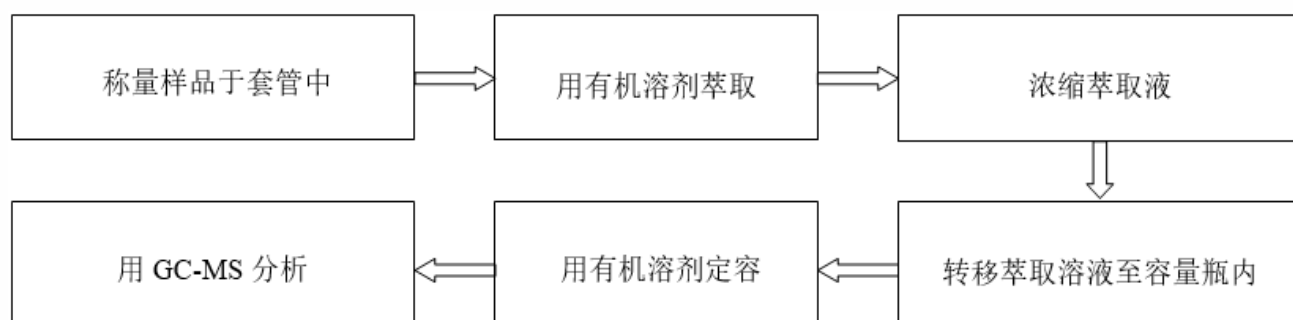 称量样品于套管中
用有机溶剂萃取
浓缩萃取液
转移萃取溶液至容量瓶内
用有机溶剂定容
用 GC-MS 分析